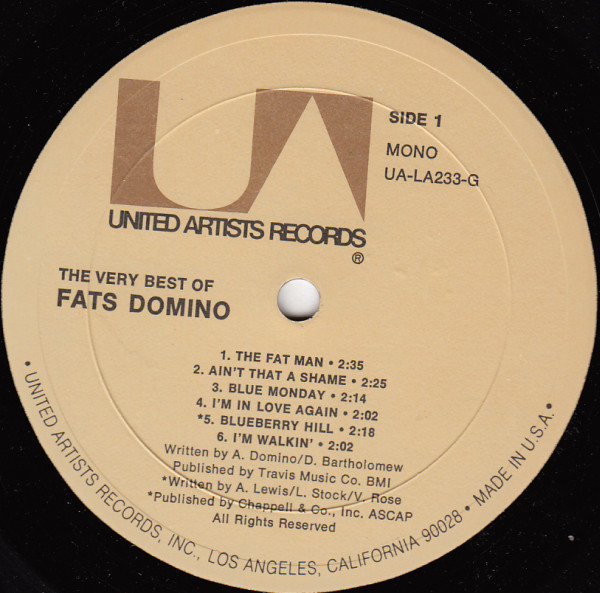 UA
SIDE 1
MONO
UA-LA233-G
UNITED ARTISTS RECORDS
®
THE VERY BEST OF
FATS DOMINO
1. THE FAT MAN • 2:35
2. AIN'T THAT A SHAME • 2:25
3. BLUE MONDAY • 2:14
4. I'M IN LOVE AGAIN • 2:02
*5. BLUEBERRY HILL • 2:18
6. I'M WALKIN' • 2:02
Written by A. Domino/D. Bartholomew
Published by Travis Music Co. BMI
*Written by A. Lewis/L. Stock/V. Rose
*Published by Chappell & Co., Inc. ASCAP
All Rights Reserved
• UNITED ARTISTS RECORDS, INC., LOS ANGELES, CALIFORNIA 90028 • MADE IN U.S.A. •